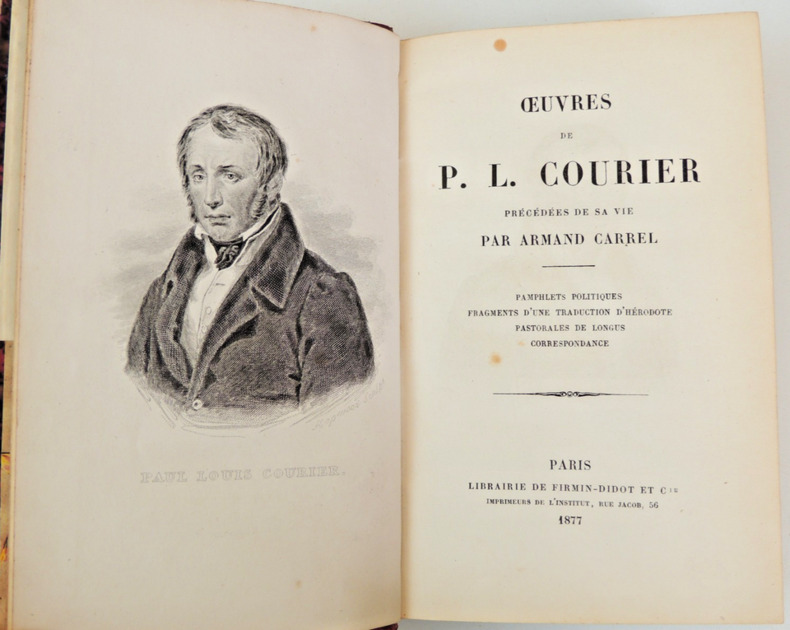 PAUL LOUIS COURIER.
ŒUVRES
DE
P. L. COURIER
PRÉCÉDÉES DE SA VIE
PAR ARMAND CARREL
PAMPHLETS POLITIQUES
FRAGMENTS D'UNE TRADUCTION D'HÉRODOTE
PASTORALES DE LONGUS
CORRESPONDANCE
PARIS
LIBRAIRIE DE FIRMIN-DIDOT ET Cie
IMPRIMEURS DE L'INSTITUT, RUE JACOB, 56
1877